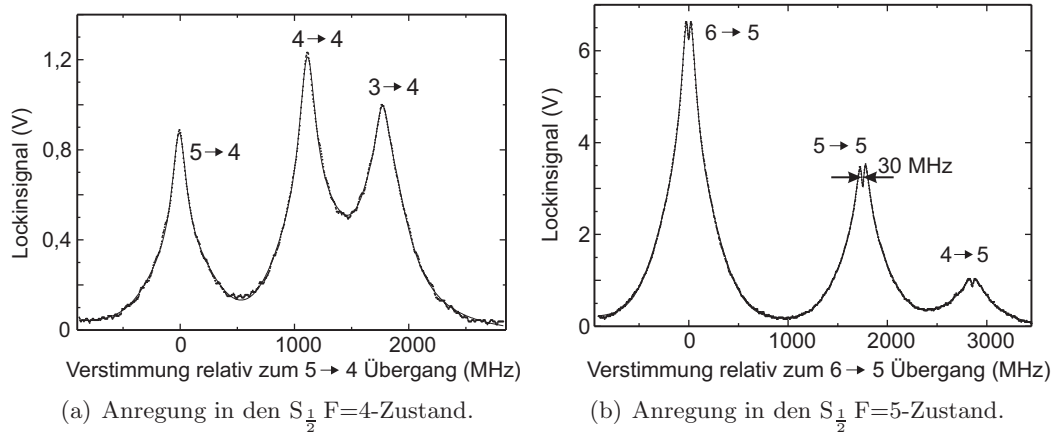 Lockinsignal (V)
1,2
0,8
0,4
0
5→4
4→4
3→4
0 1000 2000
Verstimmung relativ zum 5→4 Übergang (MHz)
(a) Anregung in den S½ F=4-Zustand.
Lockinsignal (V)
6
4
2
0
6→5
5→5
30 MHz
4→5
0 1000 2000 3000
Verstimmung relativ zum 6→5 Übergang (MHz)
(b) Anregung in den S½ F=5-Zustand.